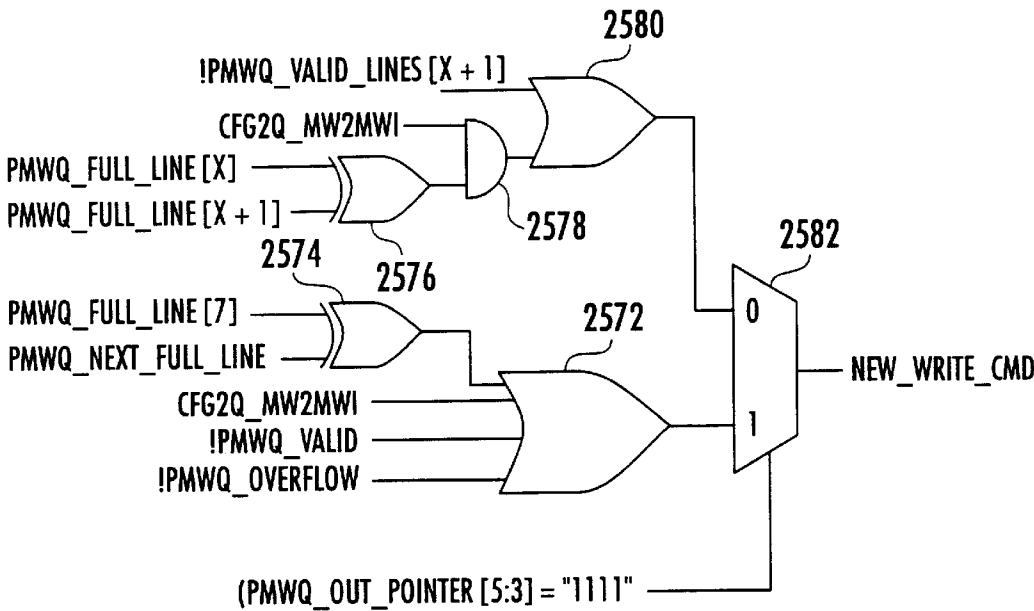 2580
!PMWQ_VALID_LINES [X + 1]
CFG2Q_MW2MWI
PMWQ_FULL_LINE [X]
PMWQ_FULL_LINE [X + 1]
2578
2576
2574
2582
PMWQ_FULL_LINE [7]
PMWQ_NEXT_FULL_LINE
2572
0
NEW_WRITE_CMD
CFG2Q_MW2MWI
!PMWQ_VALID
!PMWQ_OVERFLOW
1
(PMWQ_OUT_POINTER [5:3] = "1111"